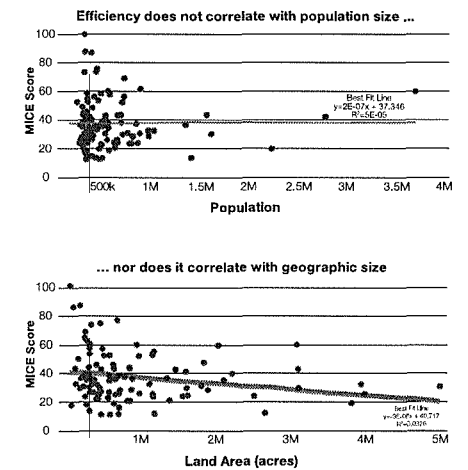 Efficiency does not correlate with population size ...
100
80
60
40
20
0
MICE Score
Best Fit Line
y=2E-07x + 37.346
R²=5E-05
500k 1M 1.5M 2M 2.5M 3M 3.5M 4M
Population
... nor does it correlate with geographic size
100
80
60
40
20
0
MICE Score
Best Fit Line
1M 2M 3M 4M 5M
Land Area (acres)